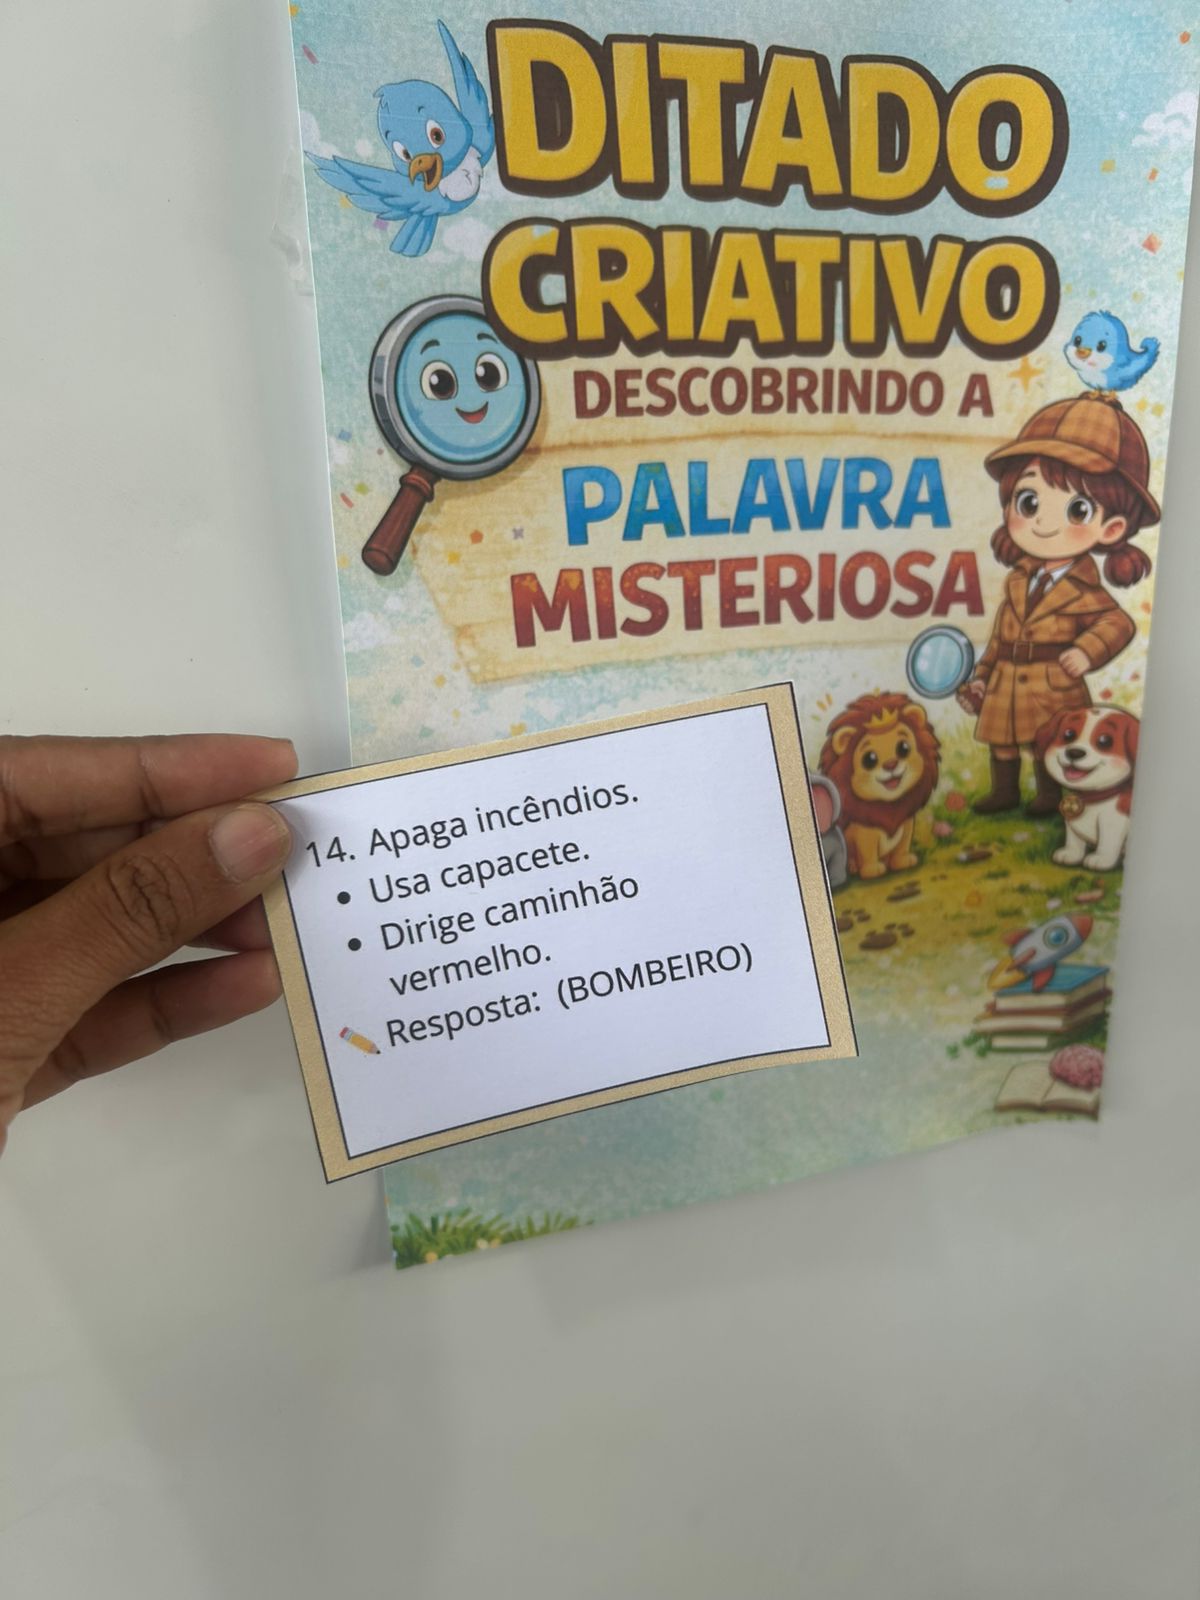 DITADO
CRIATIVO
DESCOBRINDO A
PALAVRA
MISTERIOSA
14. Apaga incêndios.
• Usa capacete.
• Dirige caminhão
vermelho.
✏️ Resposta: (BOMBEIRO)